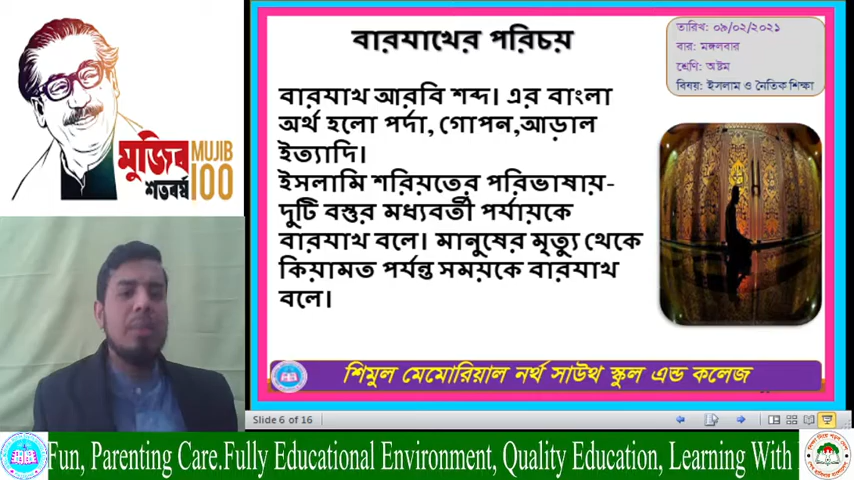 মুজিব
শতবর্ষ
MUJIB
100
বারযাখের পরিচয়
তারিখ: ০৯/০২/২০২১
বার: মঙ্গলবার
শ্রেণি: অষ্টম
বিষয়: ইসলাম ও নৈতিক শিক্ষা
বারযাখ আরবি শব্দ। এর বাংলা
অর্থ হলো পর্দা, গোপন,আড়াল
ইত্যাদি।
ইসলামি শরিয়তের পরিভাষায়-
দুটি বস্তুর মধ্যবর্তী পর্যায়কে
বারযাখ বলে। মানুষের মৃত্যু থেকে
কিয়ামত পর্যন্ত সময়কে বারযাখ
বলে।
শিমুল মেমোরিয়াল নর্থ সাউথ স্কুল এন্ড কলেজ
Slide 6 of 16
Fun, Parenting Care.Fully Educational Environment, Quality Education, Learning With